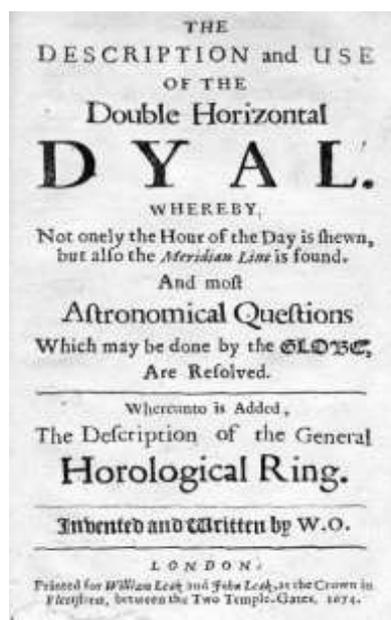 THE
DESCRIPTION and USE
OF THE
Double Horizontal
DYAL.
WHEREBY,
Not onely the Hour of the Day is ſhewn,
but alſo the Meridian Line is found.
And moſt
Aſtronomical Queſtions
Which may be done by the GLOBE,
Are Reſolved.
Whereunto is Added,
The Deſcription of the General
Horological Ring.
Invented and Written by W.O.
LONDON,
Printed for William Leak and John Leak, at the Crown in
Fleetſtreet, between the Two Temple-Gates. 1674.